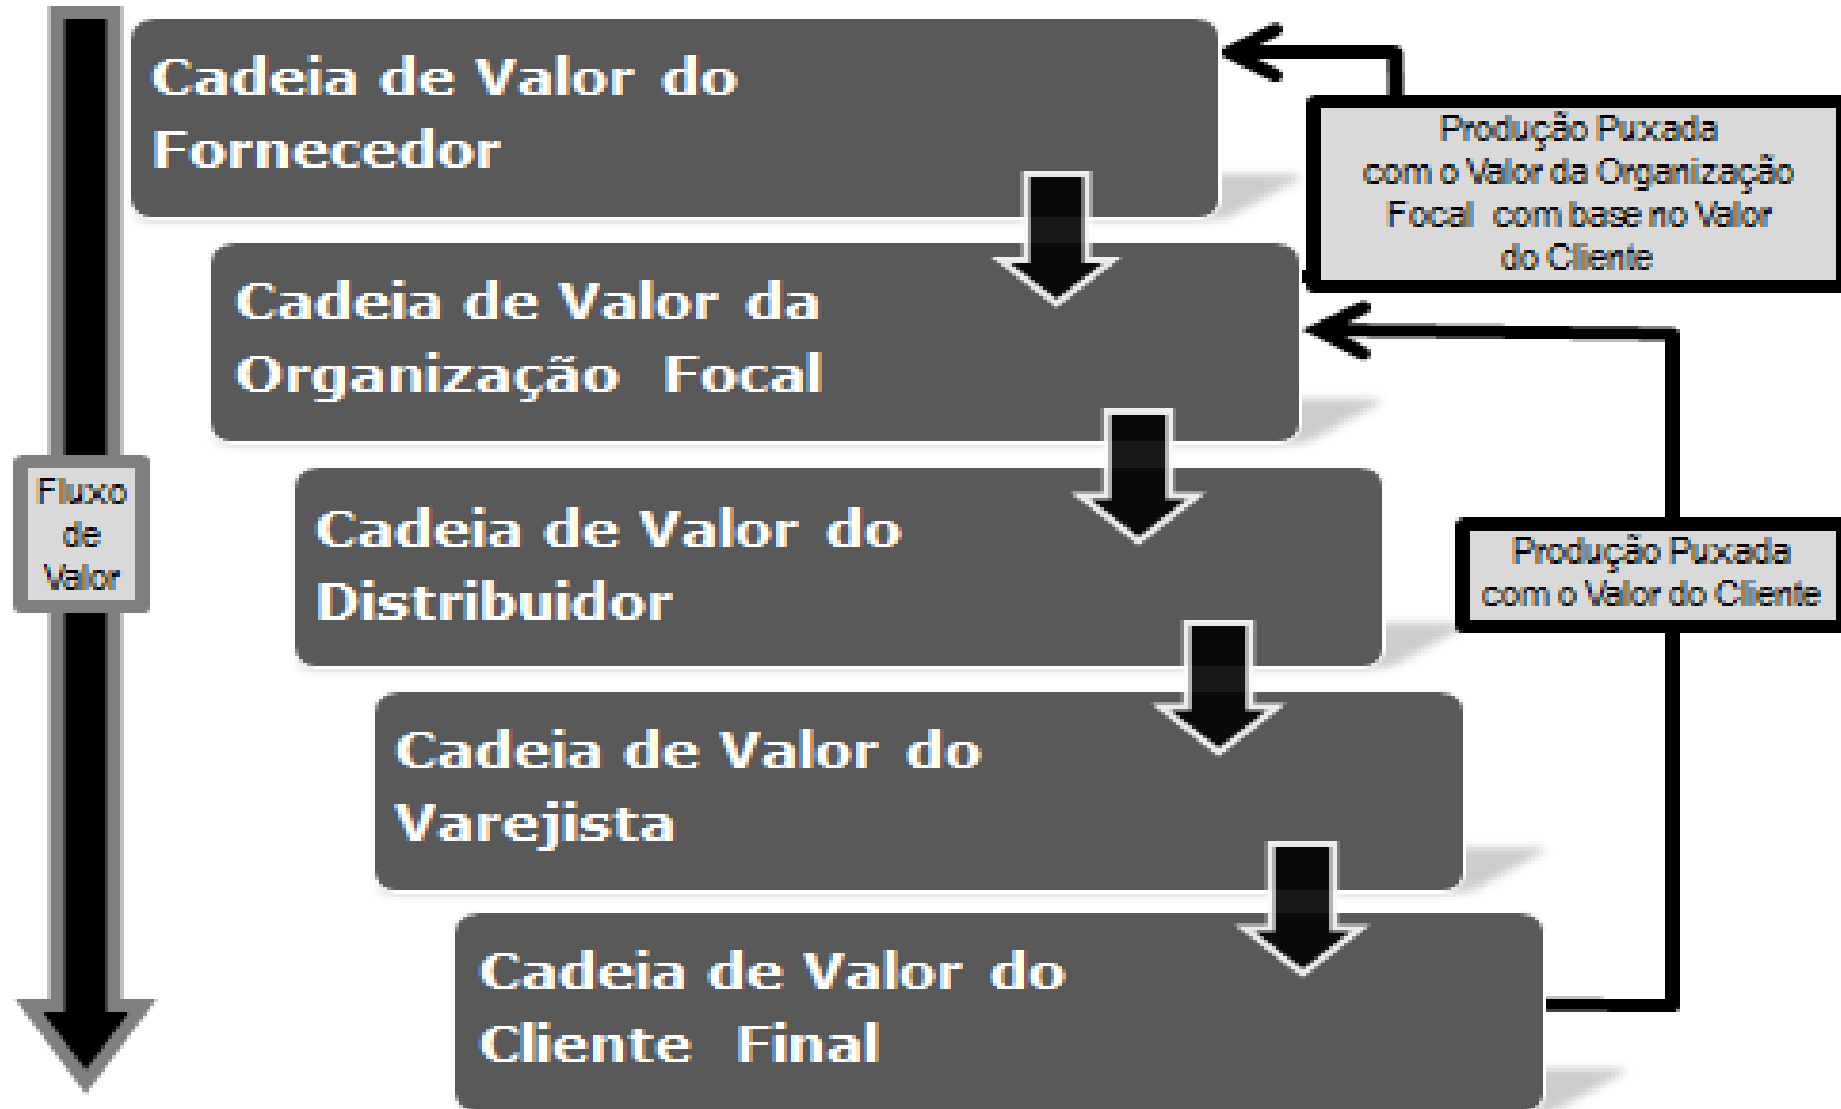 Cadeia de Valor do
Fornecedor
Produção Puxada
com o Valor da Organização
Focal com base no Valor
do Cliente
Cadeia de Valor da
Organização Focal
Fluxo
de
Valor
Cadeia de Valor do
Distribuidor
Produção Puxada
com o Valor do Cliente
Cadeia de Valor do
Varejista
Cadeia de Valor do
Cliente Final